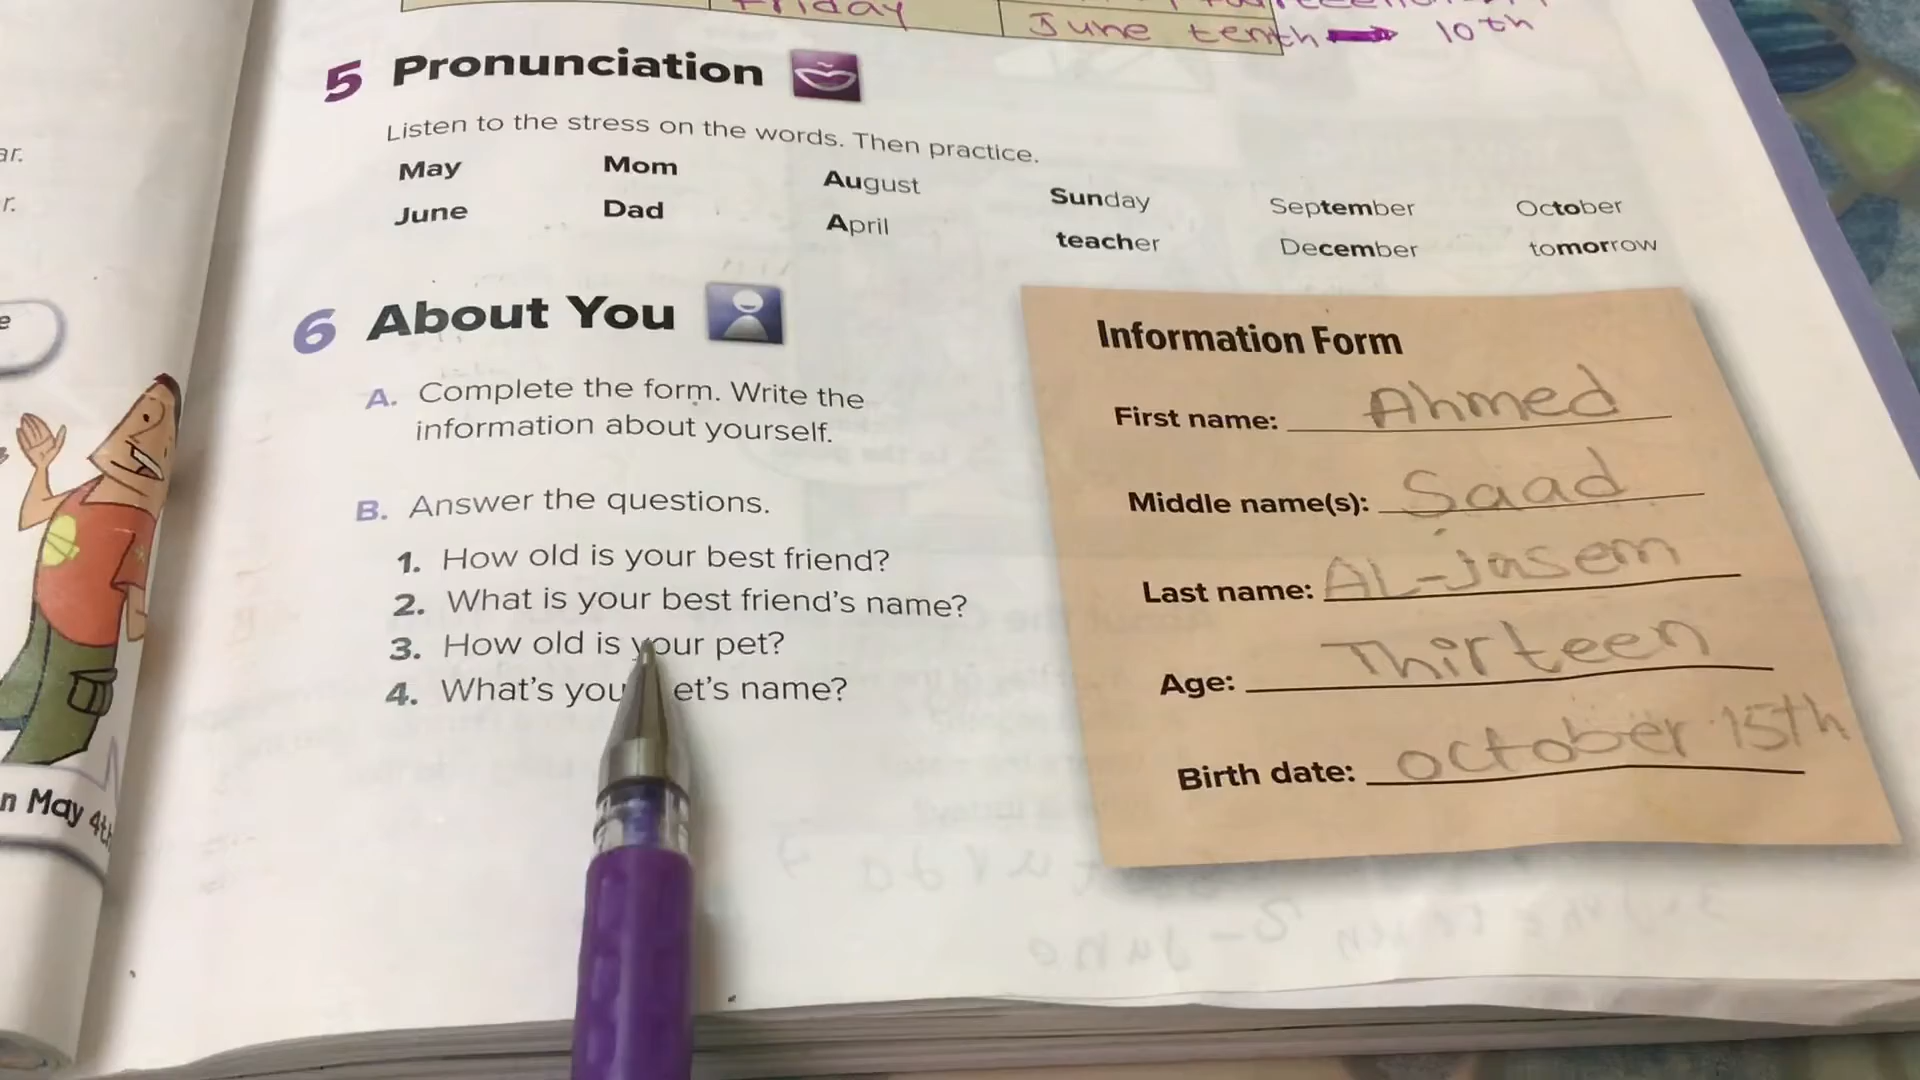 Friday
June tenth 10th
5 Pronunciation
Listen to the stress on the words. Then practice.
May Mom August Sunday September October
June Dad April teacher December tomorrow
6 About You
A. Complete the form. Write the
information about yourself.
B. Answer the questions.
1. How old is your best friend?
2. What is your best friend's name?
3. How old is your pet?
4. What's you et's name?
Information Form
First name: Ahmed
Middle name(s): Saad
Last name: AL-jasem
Age: Thirteen
Birth date: october 15th
ar.
r.
e
n May 4th